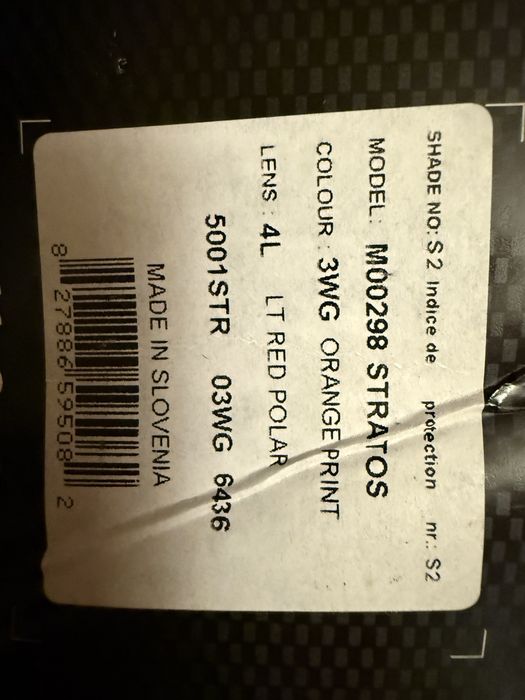 SHADE NO: S 2 Indice de protection nr.: S2
MODEL: M00298 STRATOS
COLOUR : 3WG ORANGE PRINT
LENS : 4L LT RED POLAR
5001STR 03WG 6436
MADE IN SLOVENIA
8 27886 59508 2